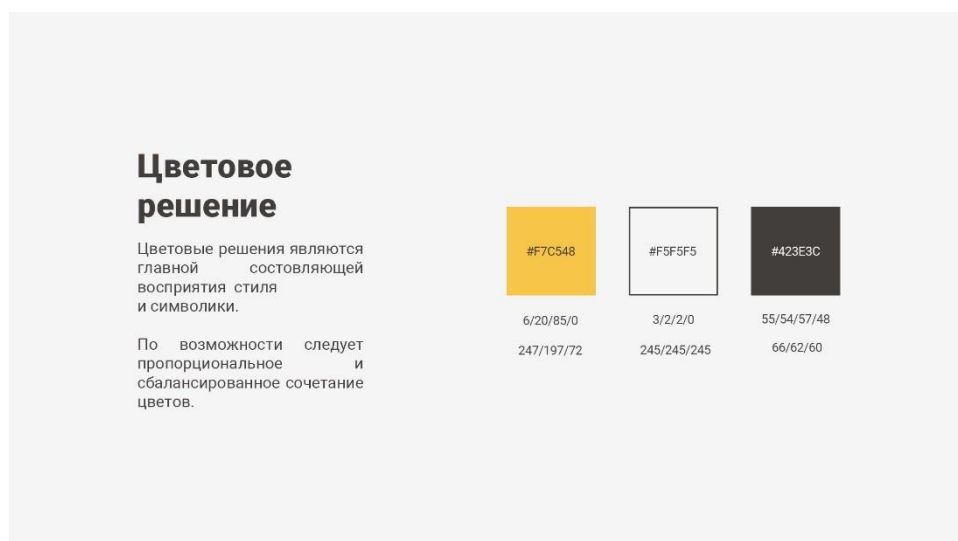 Цветовое
решение
Цветовые решения являются
главной состовляющей
восприятия стиля
и символики.
По возможности следует
пропорциональное и
сбалансированное сочетание
цветов.
#F7C548
#F5F5F5
#423E3C
6/20/85/0
3/2/2/0
55/54/57/48
247/197/72
245/245/245
66/62/60